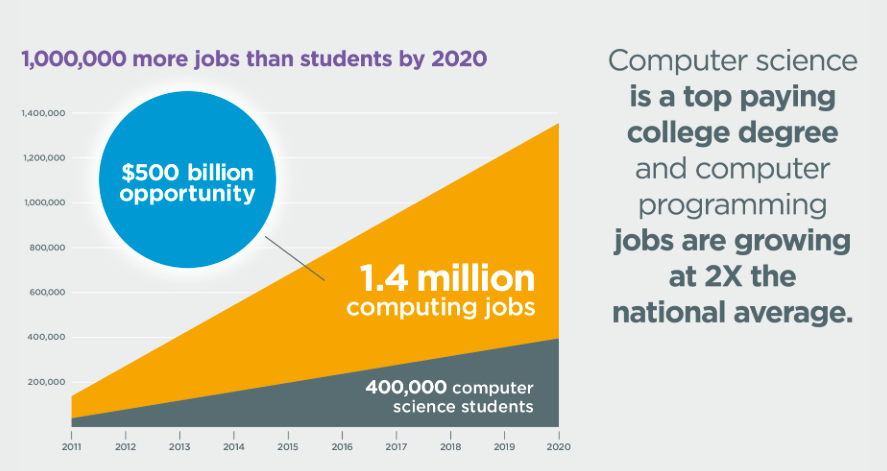 1,000,000 more jobs than students by 2020
1,400,000
1,200,000
1,000,000
800,000
600,000
400,000
200,000
$500 billion
opportunity
1.4 million
computing jobs
400,000 computer
science students
2011 2012 2013 2014 2015 2016 2017 2018 2019 2020
Computer science
is a top paying
college degree
and computer
programming
jobs are growing
at 2X the
national average.